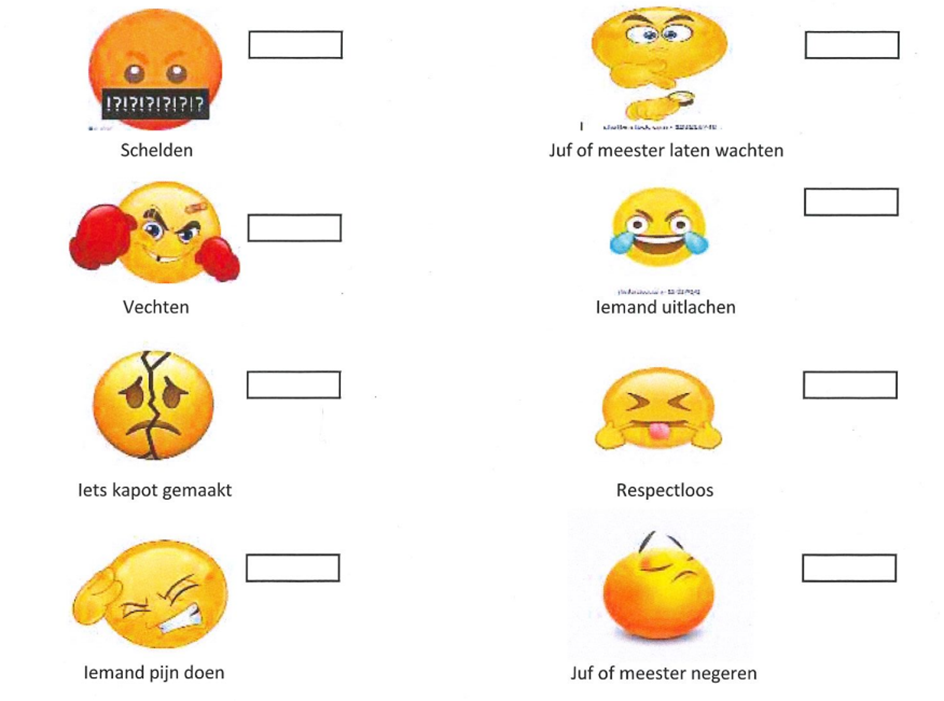 !?!?!?!?!?!?
Schelden
Juf of meester laten wachten
Vechten
Iemand uitlachen
Iets kapot gemaakt
Respectloos
Iemand pijn doen
Juf of meester negeren